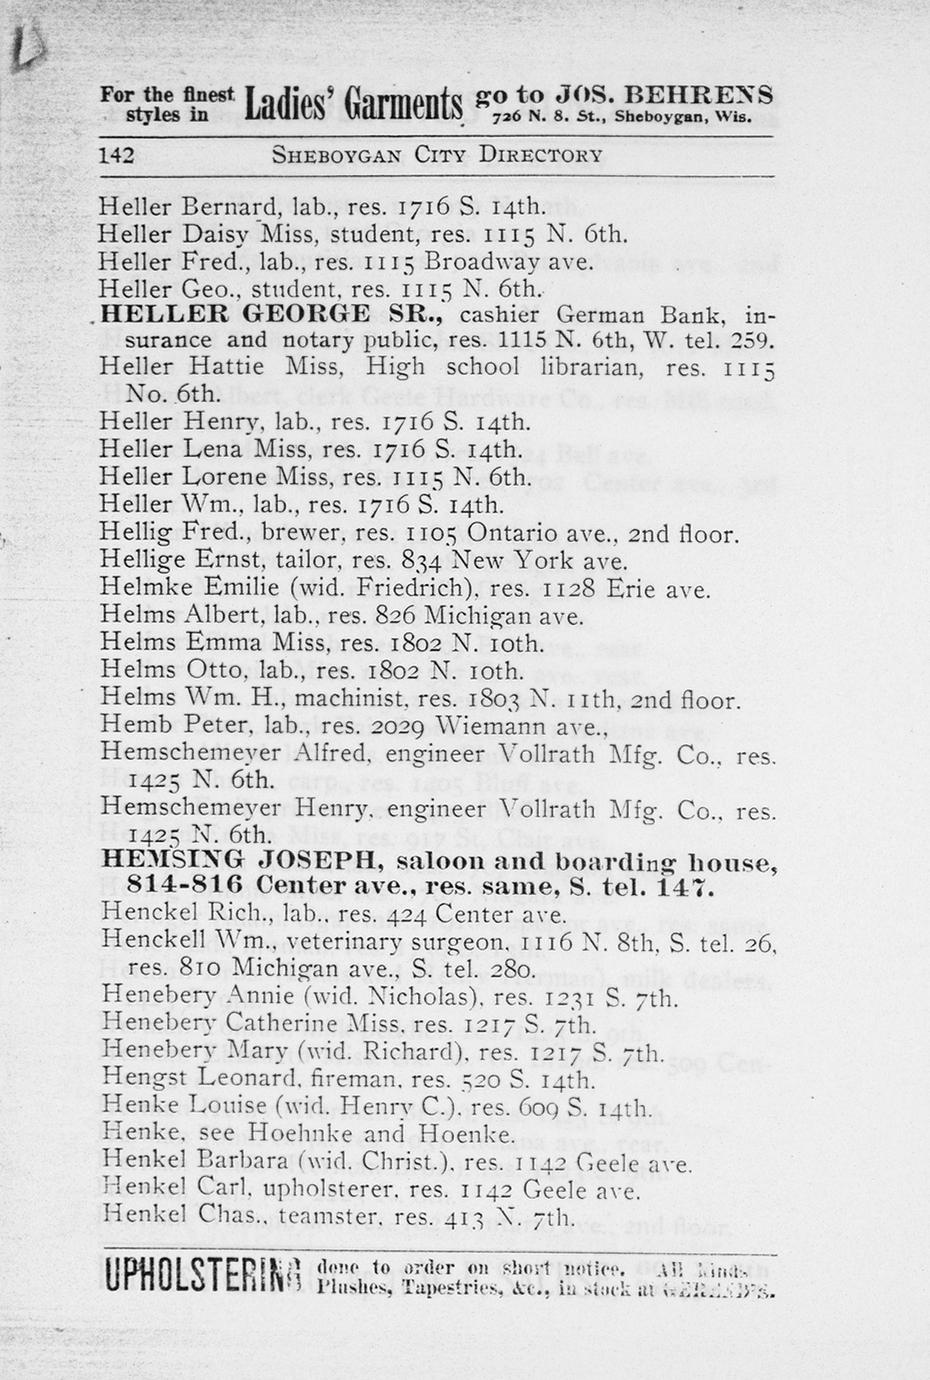 For the finest styles in Ladies' Garments go to JOS. BEHRENS
726 N. 8. St., Sheboygan, Wis.
142 SHEBOYGAN CITY DIRECTORY
Heller Bernard, lab., res. 1716 S. 14th.
Heller Daisy Miss, student, res. 1115 N. 6th.
Heller Fred., lab., res. 1115 Broadway ave.
Heller Geo., student, res. 1115 N. 6th.
HELLER GEORGE SR., cashier German Bank, in-
surance and notary public, res. 1115 N. 6th, W. tel. 259.
Heller Hattie Miss, High school librarian, res. 1115
No. 6th.
Heller Henry, lab., res. 1716 S. 14th.
Heller Lena Miss, res. 1716 S. 14th.
Heller Lorene Miss, res. 1115 N. 6th.
Heller Wm., lab., res. 1716 S. 14th.
Hellig Fred., brewer, res. 1105 Ontario ave., 2nd floor.
Hellige Ernst, tailor, res. 834 New York ave.
Helmke Emilie (wid. Friedrich), res. 1128 Erie ave.
Helms Albert, lab., res. 826 Michigan ave.
Helms Emma Miss, res. 1802 N. 10th.
Helms Otto, lab., res. 1802 N. 10th.
Helms Wm. H., machinist, res. 1803 N. 11th, 2nd floor.
Hemb Peter, lab., res. 2029 Wiemann ave.,
Hemschemeyer Alfred, engineer Vollrath Mfg. Co., res.
1425 N. 6th.
Hemschemeyer Henry, engineer Vollrath Mfg. Co., res.
1425 N. 6th.
HEMSING JOSEPH, saloon and boarding house,
814-816 Center ave., res. same, S. tel. 147.
Henckel Rich., lab., res. 424 Center ave.
Henckell Wm., veterinary surgeon, 1116 N. 8th, S. tel. 26,
res. 810 Michigan ave., S. tel. 280.
Henebery Annie (wid. Nicholas), res. 1231 S. 7th.
Henebery Catherine Miss, res. 1217 S. 7th.
Henebery Mary (wid. Richard), res. 1217 S. 7th.
Hengst Leonard, fireman, res. 520 S. 14th.
Henke Louise (wid. Henry C.), res. 609 S. 14th.
Henke, see Hoehnke and Hoenke.
Henkel Barbara (wid. Christ.), res. 1142 Geele ave.
Henkel Carl, upholsterer, res. 1142 Geele ave.
Henkel Chas., teamster, res. 413 N. 7th.
UPHOLSTERING done to order on short notice. All kinds
Plushes, Tapestries, &c., in stock at